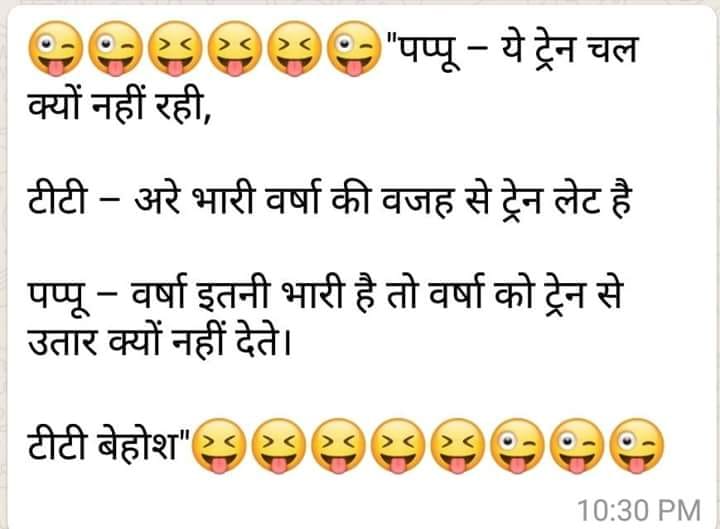 😜😜😝😝😝😜"पप्पू – ये ट्रेन चल
क्यों नहीं रही,
टीटी – अरे भारी वर्षा की वजह से ट्रेन लेट है
पप्पू – वर्षा इतनी भारी है तो वर्षा को ट्रेन से
उतार क्यों नहीं देते।
टीटी बेहोश"😝😝😝😝😝😜😜😜
10:30 PM